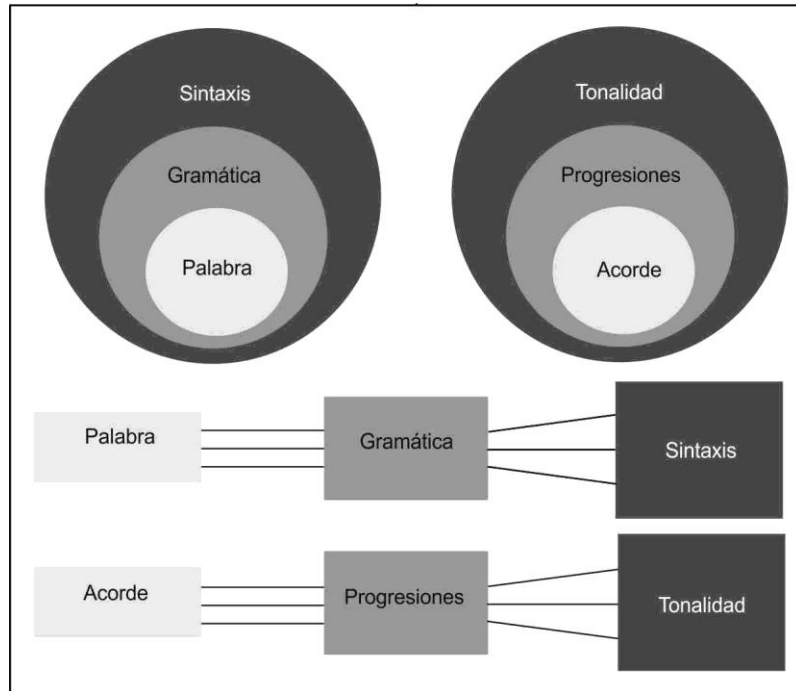 Sintaxis
Gramática
Palabra
Tonalidad
Progresiones
Acorde
Palabra
Gramática
Sintaxis
Acorde
Progresiones
Tonalidad